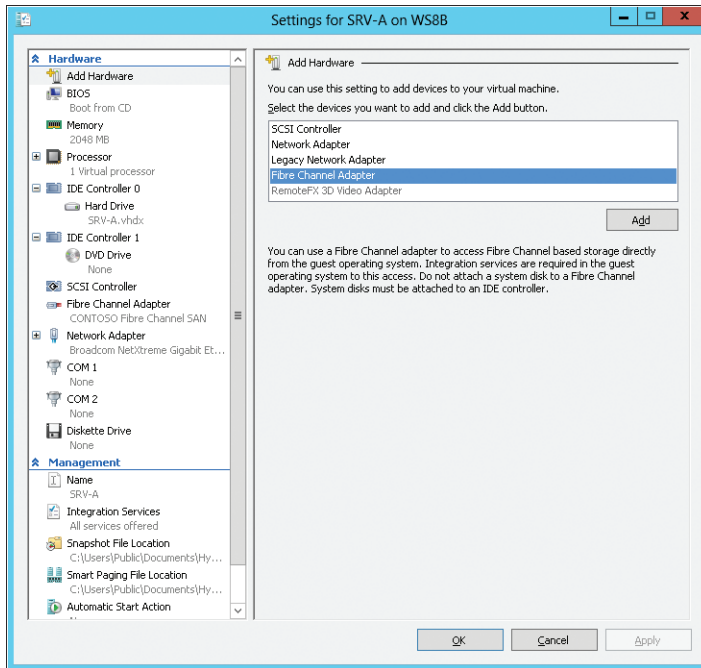 Settings for SRV-A on WS8B
Hardware
Add Hardware
BIOS
Boot from CD
Memory
2048 MB
Processor
1 Virtual processor
IDE Controller 0
Hard Drive
SRV-A.vhdx
IDE Controller 1
DVD Drive
None
SCSI Controller
Fibre Channel Adapter
CONTOSO Fibre Channel SAN
Network Adapter
Broadcom NetXtreme Gigabit Et...
COM 1
None
COM 2
None
Diskette Drive
None
Management
Name
SRV-A
Integration Services
All services offered
Snapshot File Location
C:\Users\Public\Documents\Hy...
Smart Paging File Location
C:\Users\Public\Documents\Hy...
Automatic Start Action
Add Hardware
You can use this setting to add devices to your virtual machine.
Select the devices you want to add and click the Add button.
SCSI Controller
Network Adapter
Legacy Network Adapter
Fibre Channel Adapter
RemoteFX 3D Video Adapter
Add
You can use a Fibre Channel adapter to access Fibre Channel based storage directly
from the guest operating system. Integration services are required in the guest
operating system to this access. Do not attach a system disk to a Fibre Channel
adapter. System disks must be attached to an IDE controller.
OK
Cancel
Apply